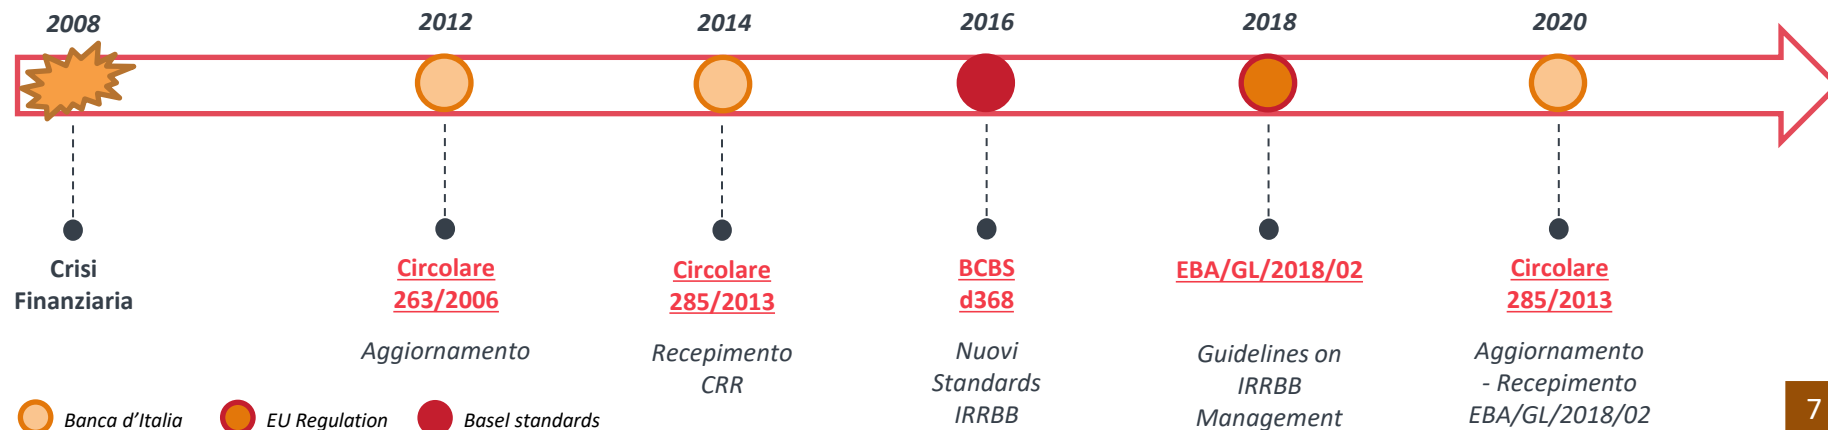 2008
2012
2014
2016
2018
2020
Crisi
Finanziaria
Circolare
263/2006
Aggiornamento
Circolare
285/2013
Recepimento
CRR
BCBS
d368
Nuovi
Standards
IRRBB
EBA/GL/2018/02
Guidelines on
IRRBB
Management
Circolare
285/2013
Aggiornamento
- Recepimento
EBA/GL/2018/02
Banca d'Italia
EU Regulation
Basel standards
7